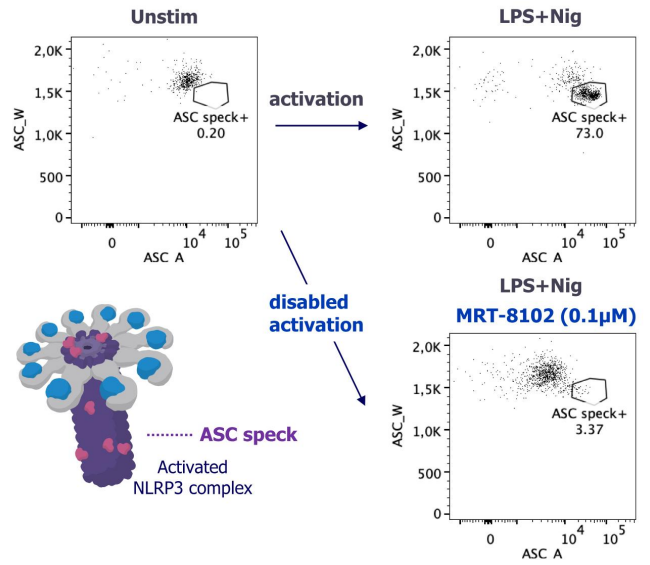 Unstim
2,0K
1,5K
1,0K
500
0
ASC_W
ASC speck+
0.20
0
10^4
10^5
ASC A
activation
LPS+Nig
2,0K
1,5K
1,0K
500
0
ASC_W
ASC speck+
73.0
0
10^4
10^5
ASC A
disabled
activation
LPS+Nig
MRT-8102 (0.1µM)
2,0K
1,5K
1,0K
500
0
ASC_W
ASC speck+
3.37
0
10^4
10^5
ASC_A
ASC speck
Activated
NLRP3 complex